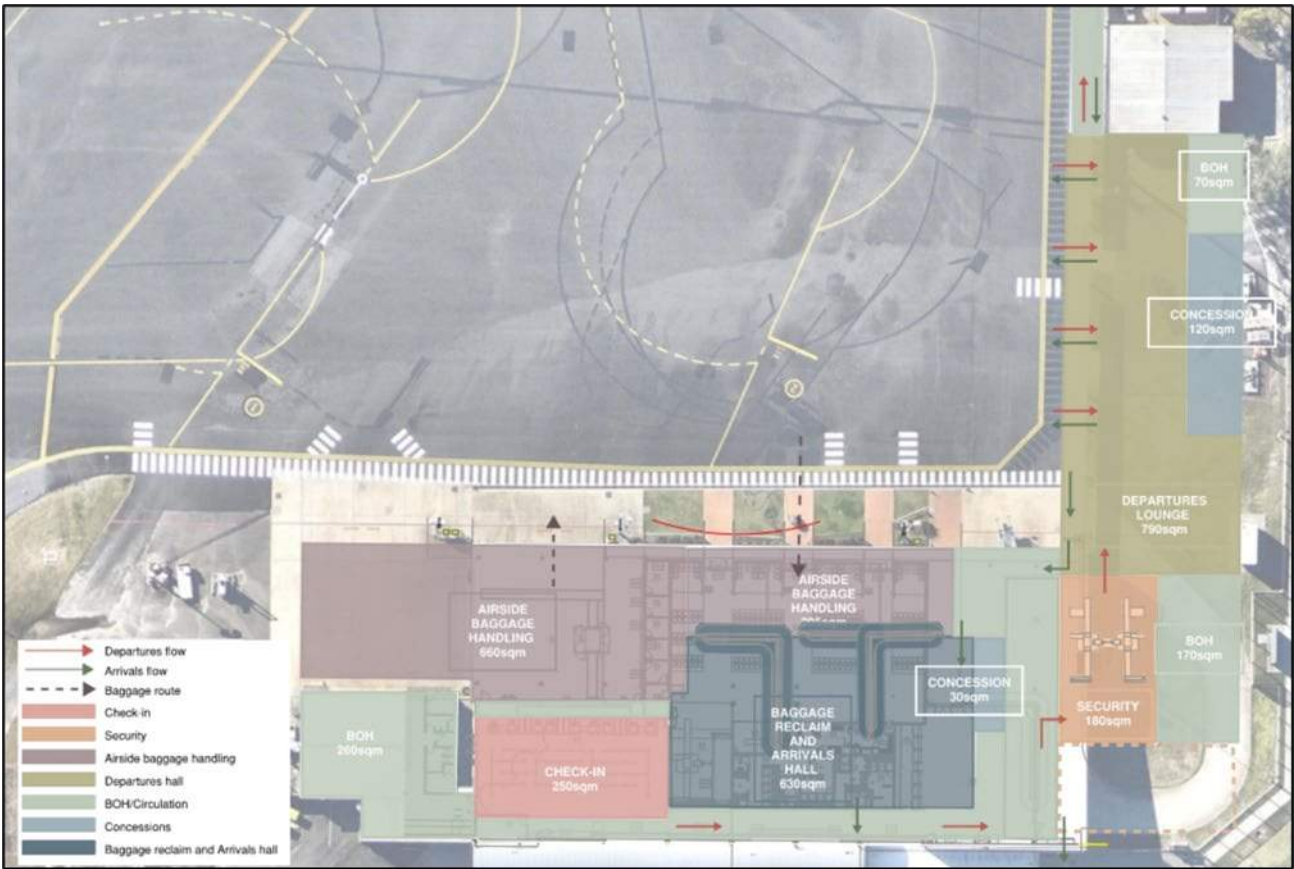 BOH
70sqm
CONCESSION
120sqm
DEPARTURES
LOUNGE
790sqm
AIRSIDE
BAGGAGE
HANDLING
660sqm
AIRSIDE
BAGGAGE
HANDLING
BOH
170sqm
SECURITY
180sqm
CONCESSION
30sqm
BAGGAGE
RECLAIM
AND
ARRIVALS
HALL
630sqm
BOH
260sqm
CHECK-IN
250sqm
Departures flow
Arrivals flow
Baggage route
Check-in
Security
Airside baggage handling
Departures hall
BOH/Circulation
Concessions
Baggage reclaim and Arrivals hall